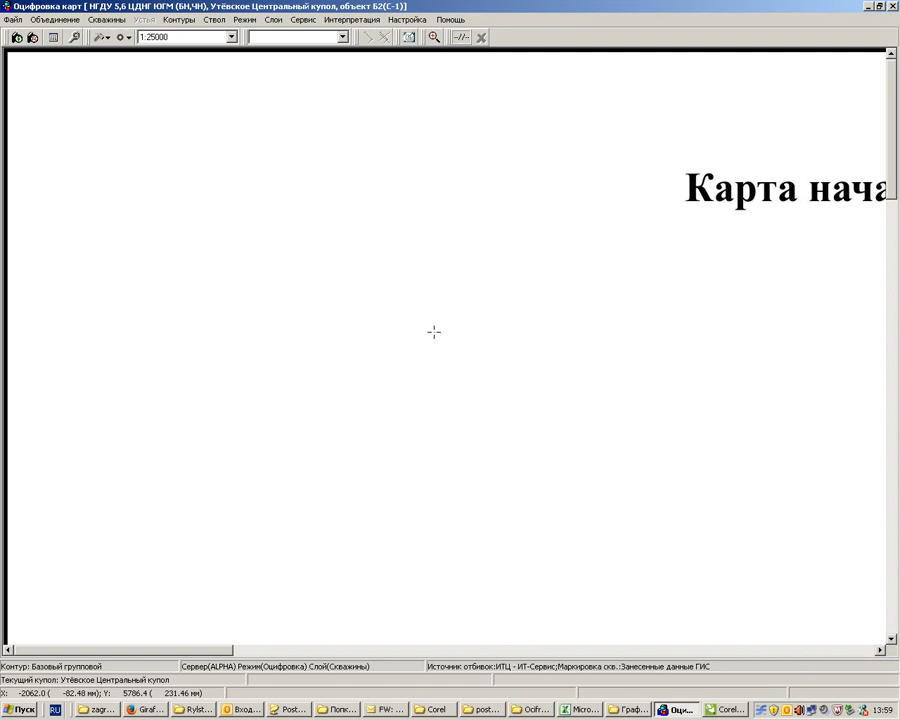 Оцифровка карт [ НГДУ 5,6 ЦДНГ ЮГМ (БН,ЧН), Утёвское Центральный купол, объект Б2(С-1)]
Файл Объединение Скважины Устья Контуры Ствол Режим Слои Сервис Интерпретация Настройка Помощь
1:25000
Карта нача
Контур: Базовый групповой Сервер(ALPHA) Режим(Оцифровка) Слой(Скважины) Источник отбивок:ИТЦ - ИТ-Сервис;Маркировка скв.:Занесенные данные ГИС
Текущий купол: Утёвское Центральный купол
X: -2062.0 ( -82.48 мм); Y: 5786.4 ( 231.46 мм)
Пуск RU zagr... Giraf... Rylst... Вход... Post... Попк... FW: ... Corel post... Ocifr... Micro... Граф... Оци... Corel... 13:59